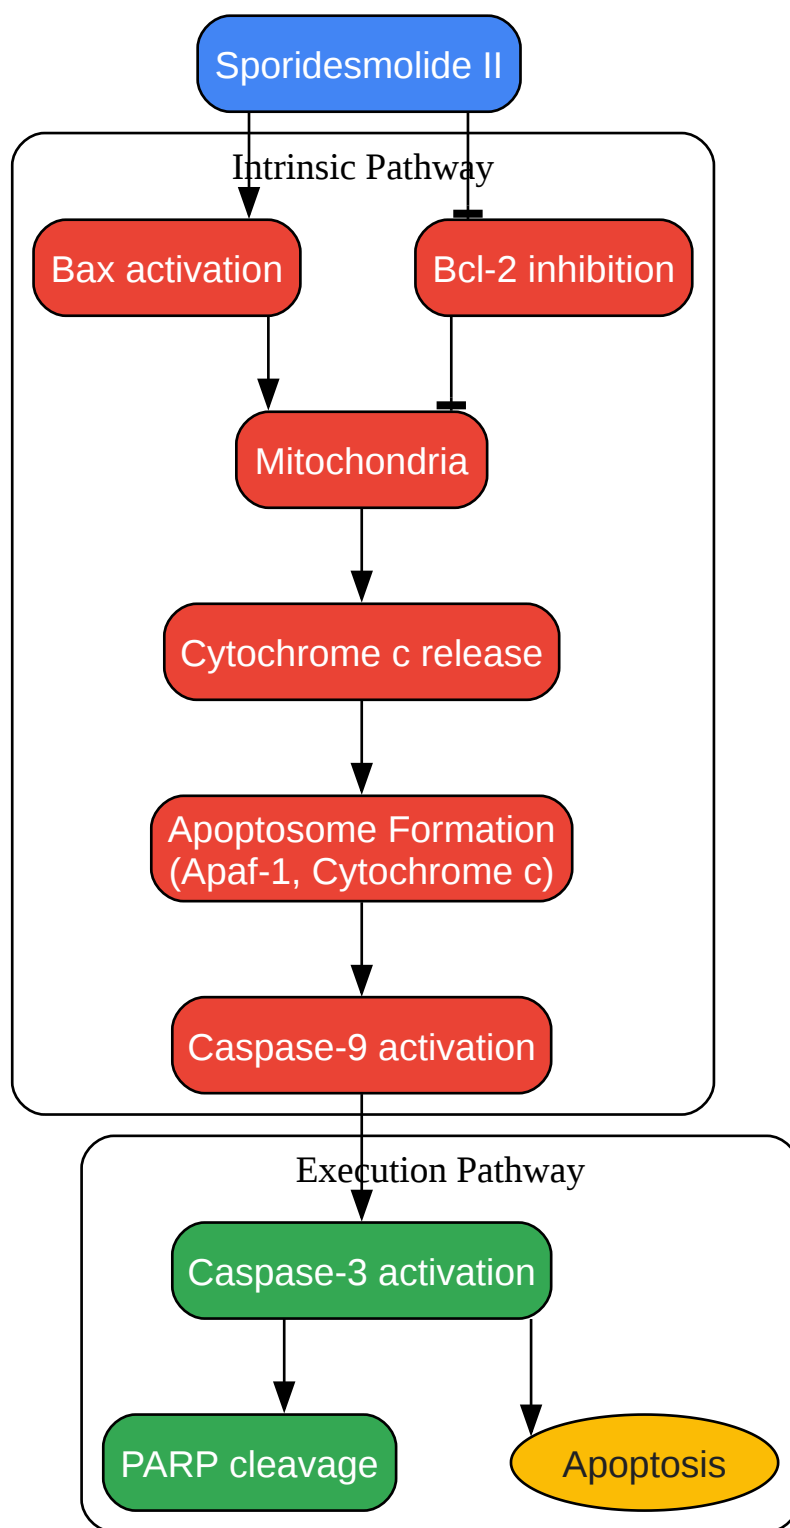 Sporidesmolide II
Intrinsic Pathway
Bax activation
Bcl-2 inhibition
Mitochondria
Cytochrome c release
Apoptosome Formation
(Apaf-1, Cytochrome c)
Caspase-9 activation
Execution Pathway
Caspase-3 activation
PARP cleavage
Apoptosis